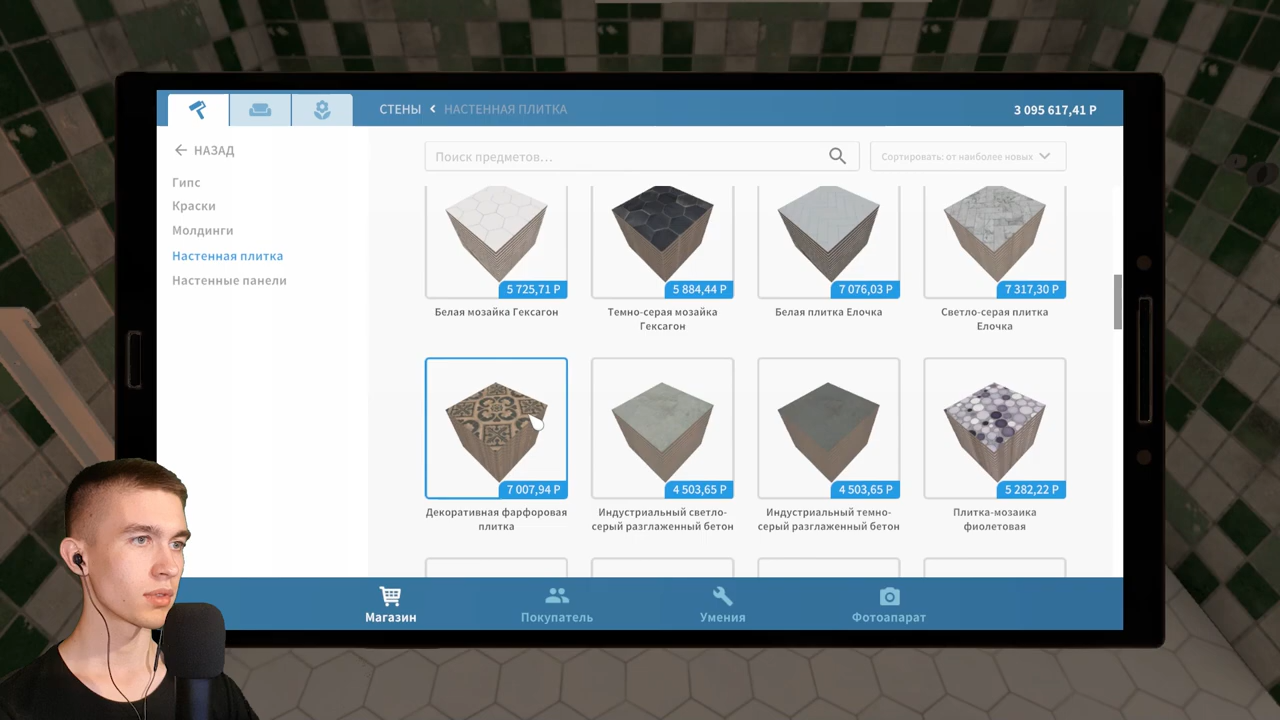 СТЕНЫ < НАСТЕННАЯ ПЛИТКА
3 095 617,41 Р
НАЗАД
Гипс
Краски
Молдинги
Настенная плитка
Настенные панели
Поиск предметов...
Сортировать: от наиболее новых
5 725,71 Р
5 884,44 Р
7 076,03 Р
7 317,30 Р
Белая мозайка Гексагон
Темно-серая мозайка
Гексагон
Белая плитка Елочка
Светло-серая плитка
Елочка
7 007,94 Р
4 503,65 Р
4 503,65 Р
5 282,22 Р
Декоративная фарфоровая
плитка
Индустриальный светло-
серый разглаженный бетон
Индустриальный темно-
серый разглаженный бетон
Плитка-мозаика
фиолетовая
Магазин
Покупатель
Умения
Фотоаппарат